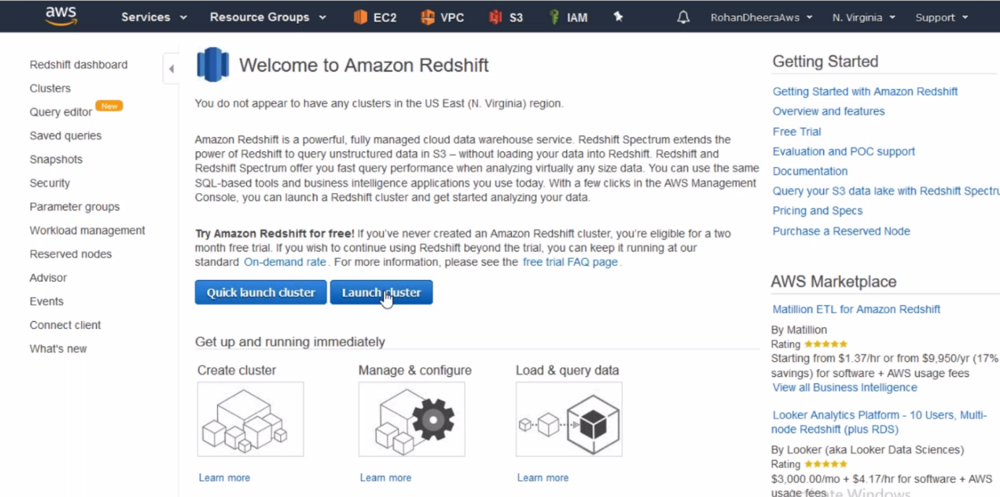 aws
Services
Resource Groups
EC2
VPC
S3
IAM
RohanDheeraAws
N. Virginia
Support
Redshift dashboard
Clusters
Query editor New
Saved queries
Snapshots
Security
Parameter groups
Workload management
Reserved nodes
Advisor
Events
Connect client
What's new
Welcome to Amazon Redshift
You do not appear to have any clusters in the US East (N. Virginia) region.
Amazon Redshift is a powerful, fully managed cloud data warehouse service. Redshift Spectrum extends the
power of Redshift to query unstructured data in S3 – without loading your data into Redshift. Redshift and
Redshift Spectrum offer you fast query performance when analyzing virtually any size data. You can use the same
SQL-based tools and business intelligence applications you use today. With a few clicks in the AWS Management
Console, you can launch a Redshift cluster and get started analyzing your data.
Try Amazon Redshift for free! If you've never created an Amazon Redshift cluster, you're eligible for a two
month free trial. If you wish to continue using Redshift beyond the trial, you can keep it running at our
standard On-demand rate. For more information, please see the free trial FAQ page.
Quick launch cluster
Launch cluster
Get up and running immediately
Create cluster
Manage & configure
Load & query data
Learn more
Learn more
Learn more
Getting Started
Getting Started with Amazon Redshift
Overview and features
Free Trial
Evaluation and POC support
Documentation
Query your S3 data lake with Redshift Spectru
Pricing and Specs
Purchase a Reserved Node
AWS Marketplace
Matillion ETL for Amazon Redshift
By Matillion
Rating
Starting from $1.37/hr or from $9,950/yr (17%
savings) for software + AWS usage fees
View all Business Intelligence
Looker Analytics Platform - 10 Users, Multi-
node Redshift (plus RDS)
By Looker (aka Looker Data Sciences)
Rating
$3,000.00/mo + $4.17/hr for software + AWS
usage fees
Windows